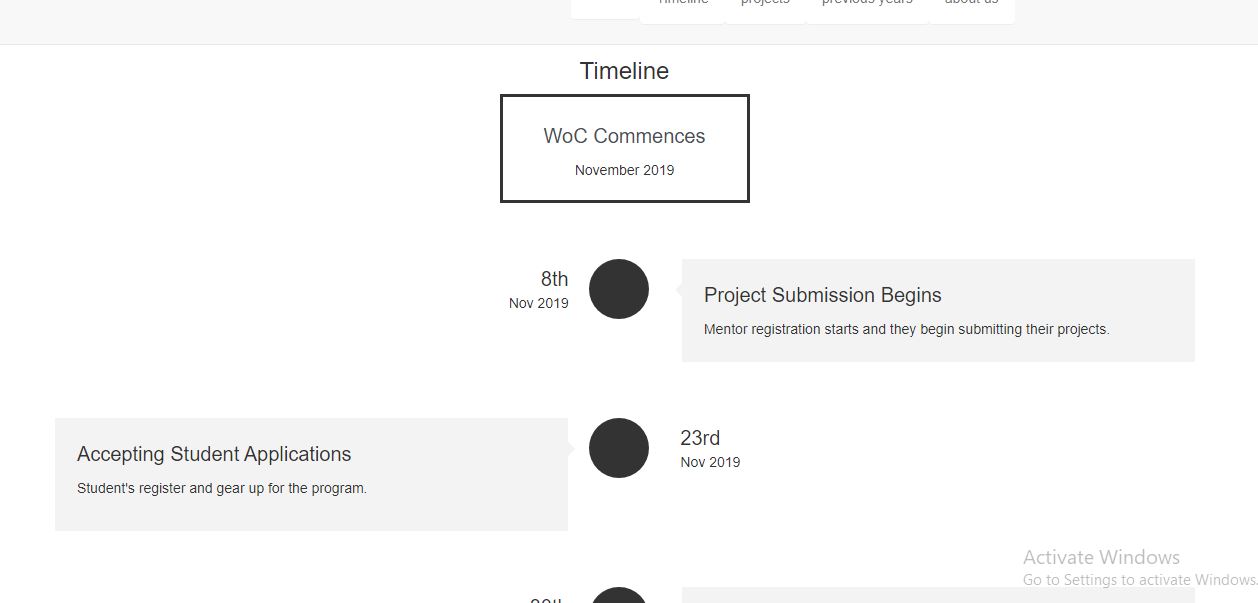 Timeline projects previous years about us
Timeline
WoC Commences
November 2019
8th
Nov 2019
Project Submission Begins
Mentor registration starts and they begin submitting their projects.
Accepting Student Applications
Student's register and gear up for the program.
23rd
Nov 2019
Activate Windows
Go to Settings to activate Windows.